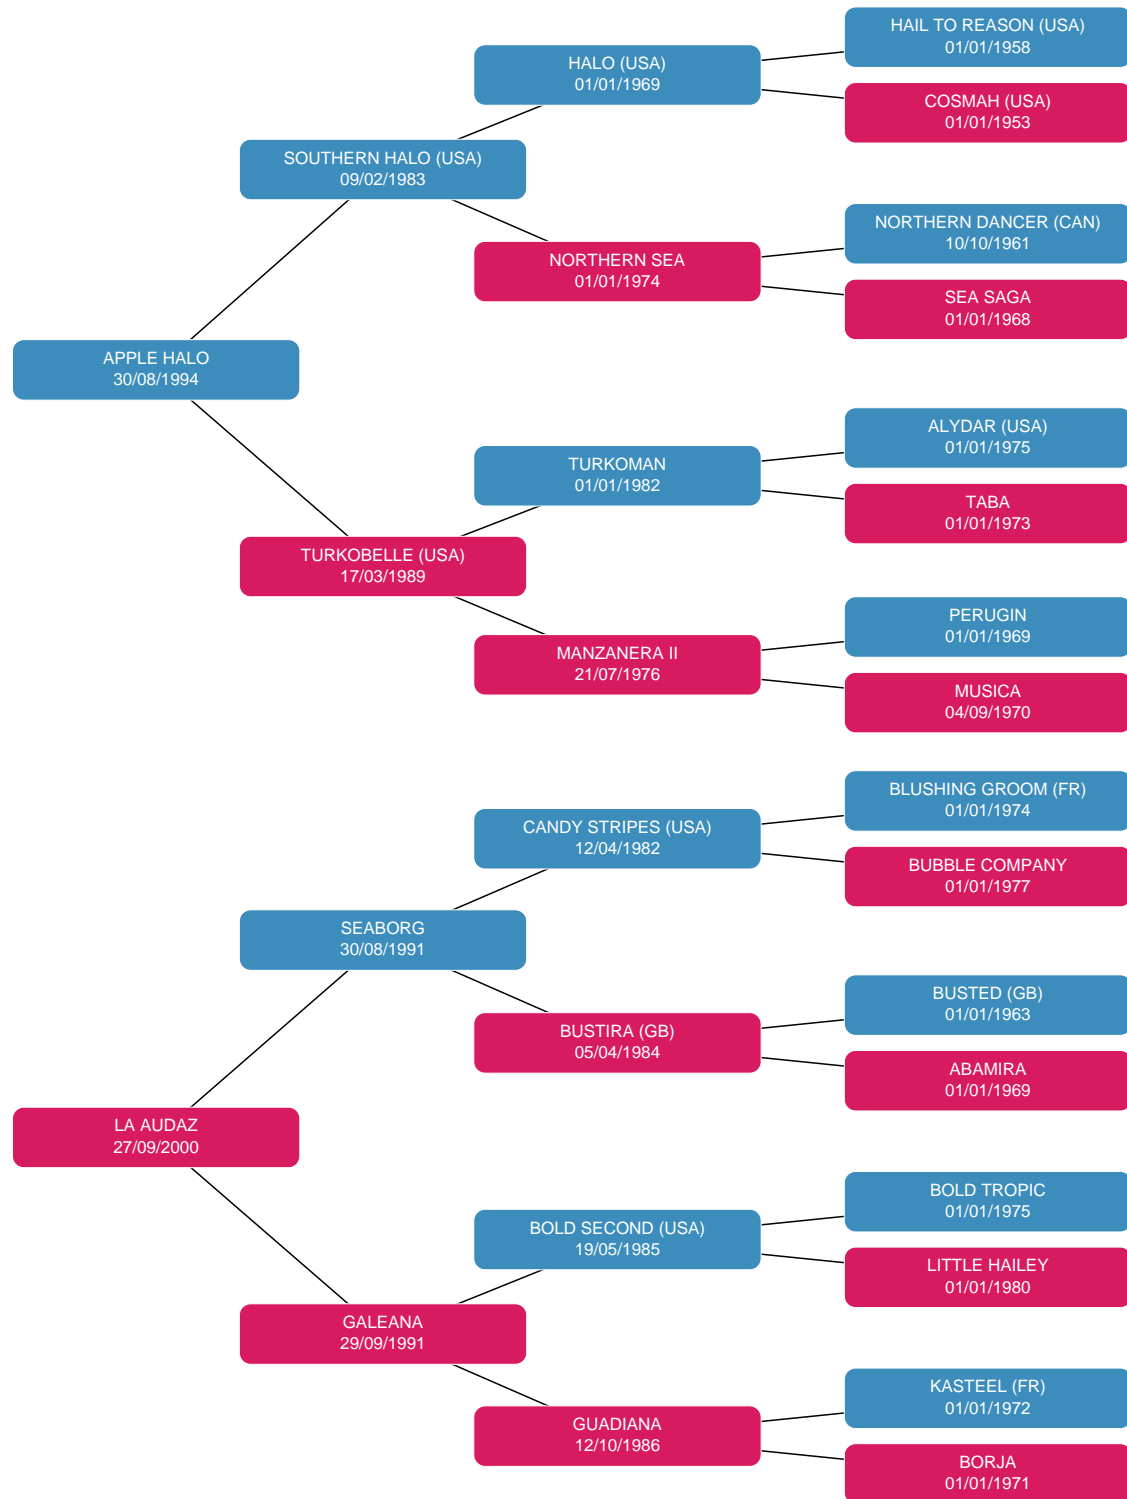 HAIL TO REASON (USA)
01/01/1958
HALO (USA)
01/01/1969
COSMAH (USA)
01/01/1953
SOUTHERN HALO (USA)
09/02/1983
NORTHERN DANCER (CAN)
10/10/1961
NORTHERN SEA
01/01/1974
SEA SAGA
01/01/1968
APPLE HALO
30/08/1994
ALYDAR (USA)
01/01/1975
TURKOMAN
01/01/1982
TABA
01/01/1973
TURKOBELLE (USA)
17/03/1989
PERUGIN
01/01/1969
MANZANERA II
21/07/1976
MUSICA
04/09/1970
BLUSHING GROOM (FR)
01/01/1974
CANDY STRIPES (USA)
12/04/1982
BUBBLE COMPANY
01/01/1977
SEABORG
30/08/1991
BUSTED (GB)
01/01/1963
BUSTIRA (GB)
05/04/1984
ABAMIRA
01/01/1969
LA AUDAZ
27/09/2000
BOLD TROPIC
01/01/1975
BOLD SECOND (USA)
19/05/1985
LITTLE HAILEY
01/01/1980
GALEANA
29/09/1991
KASTEEL (FR)
01/01/1972
GUADIANA
12/10/1986
BORJA
01/01/1971